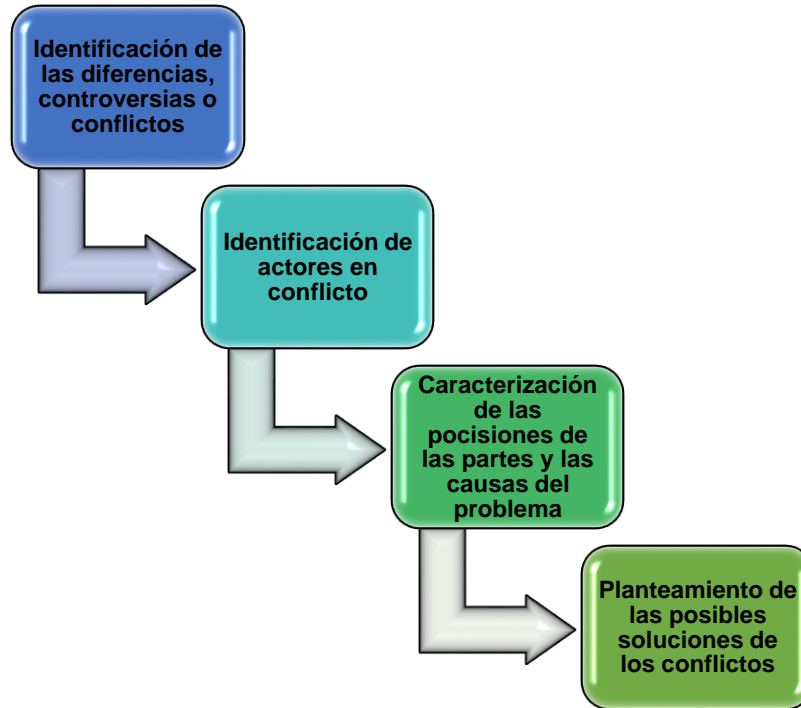 Identificación de
las diferencias,
controversias o
conflictos
Identificación de
actores en
conflicto
Caracterización
de las
pocisiones de
las partes y las
causas del
problema
Planteamiento de
las posibles
soluciones de
los conflictos